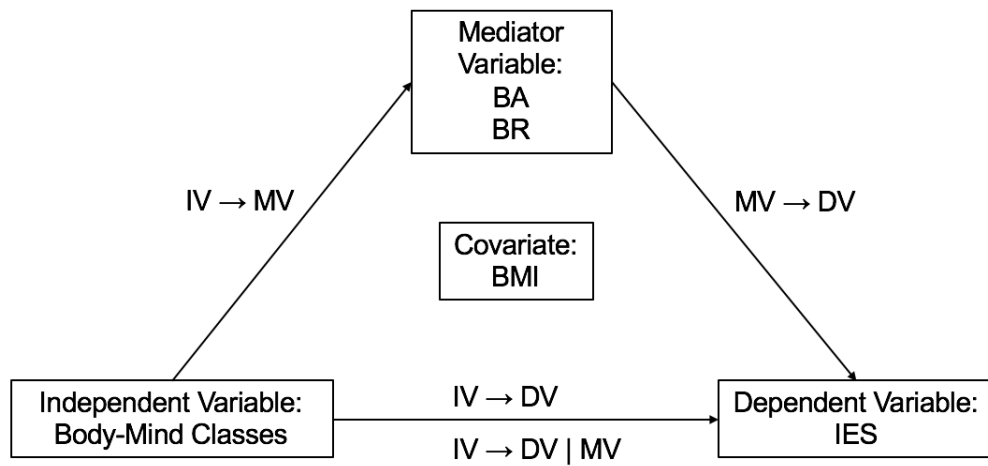 Mediator
Variable:
BA
BR
IV → MV
MV → DV
Covariate:
BMI
Independent Variable:
Body-Mind Classes
IV → DV
IV → DV | MV
Dependent Variable:
IES